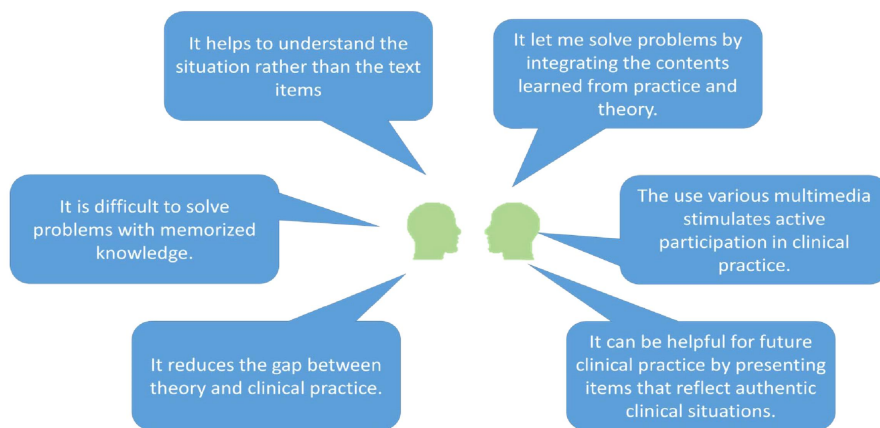 It helps to understand the
situation rather than the text
items
It let me solve problems by
integrating the contents
learned from practice and
theory.
It is difficult to solve
problems with memorized
knowledge.
The use various multimedia
stimulates active
participation in clinical
practice.
It reduces the gap between
theory and clinical practice.
It can be helpful for future
clinical practice by presenting
items that reflect authentic
clinical situations.